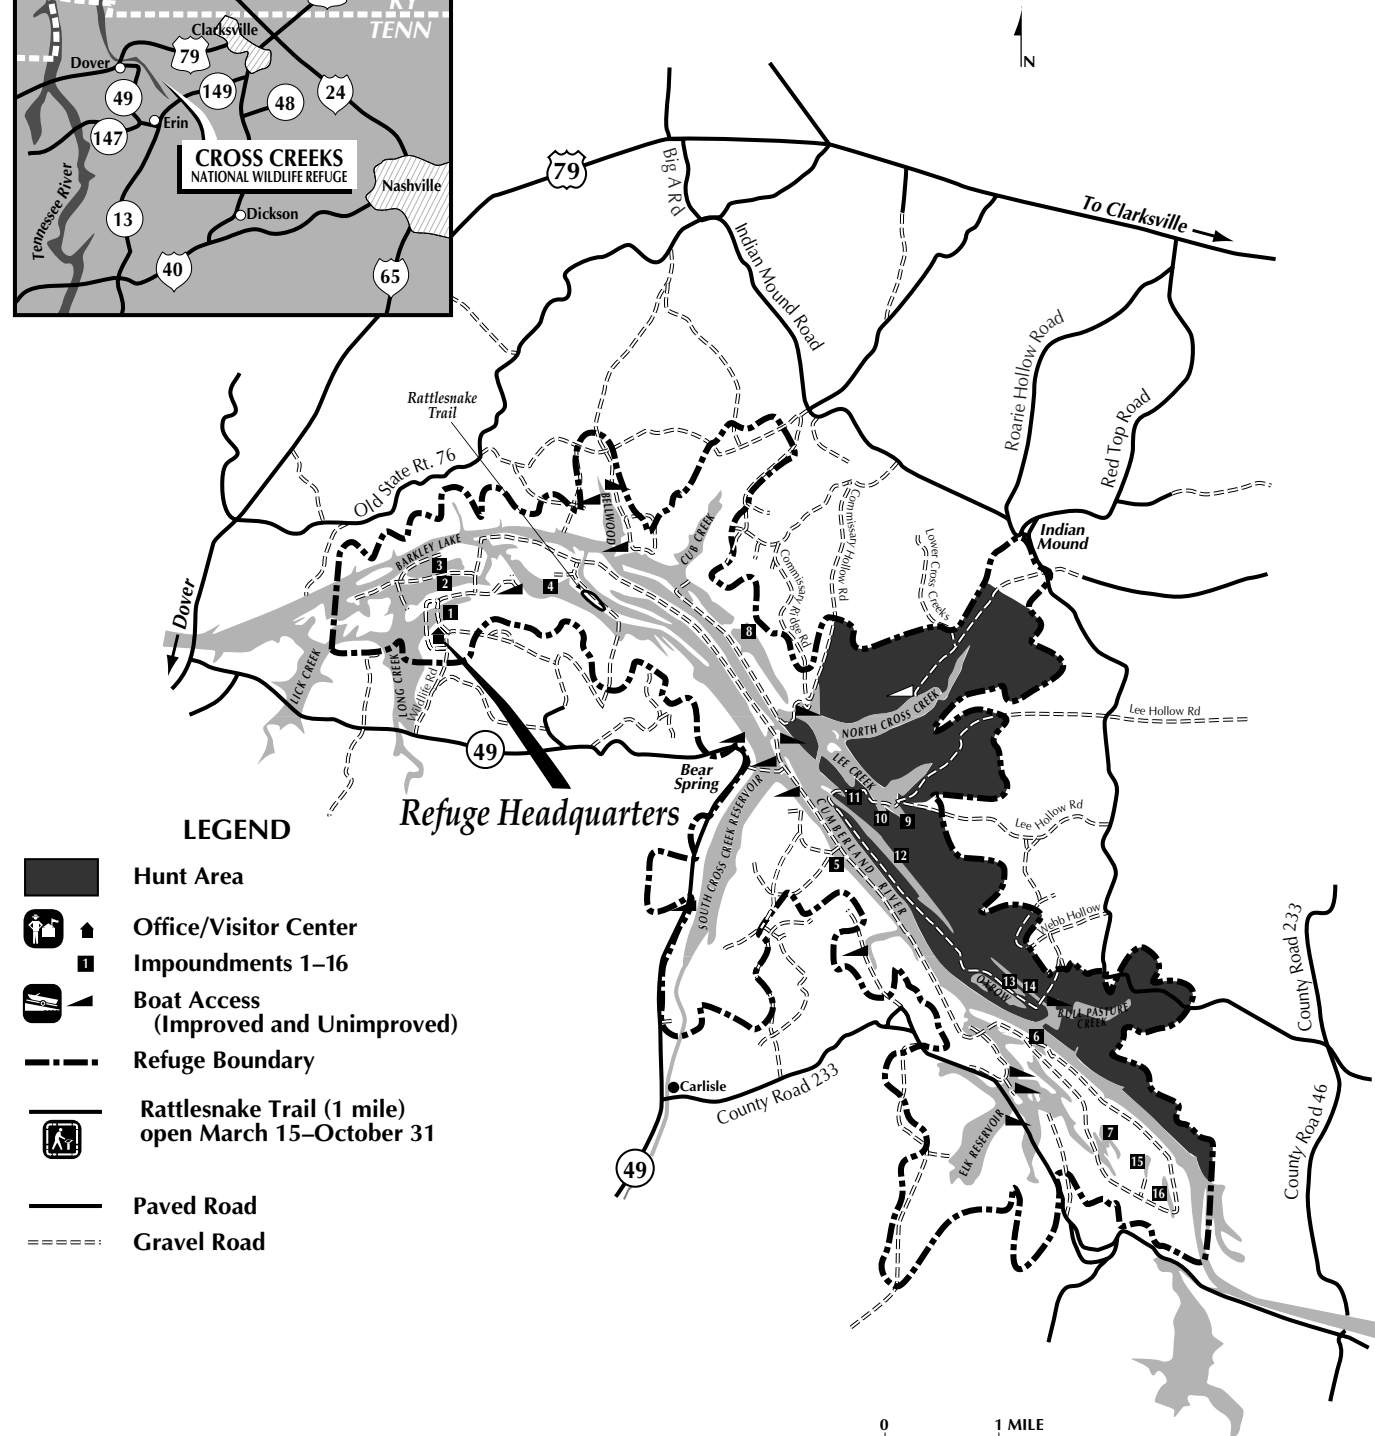 KY
TENN
Clarksville
79
Dover
49
149
48
24
Erin
147
CROSS CREEKS
NATIONAL WILDLIFE REFUGE
Nashville
Tennessee River
13
Dickson
40
65
N
79
Big A Rd
To Clarksville
Indian Mound Road
Roarie Hollow Road
Red Top Road
Rattlesnake
Trail
Old State Rt. 76
Commissary Hollow Rd
Commissary Ridge Rd
Lower Cross Creeks
Indian
Mound
BELLWOOD
CUB CREEK
BARKLEY LAKE
3
2
4
1
8
Dover
LICK CREEK
LONG CREEK
Wildlife Rd
49
NORTH CROSS CREEK
Lee Hollow Rd
LEE CREEK
Bear
Spring
Refuge Headquarters
SOUTH CROSS CREEK RESERVOIR
CUMBERLAND RIVER
11
10
9
Lee Hollow Rd
12
5
Webb Hollow
County Road 233
13
14
OXBOW
BULL PASTURE
CREEK
6
Carlisle
County Road 233
County Road 46
ELK RESERVOIR
7
15
16
49
LEGEND
Hunt Area
Office/Visitor Center
1
Impoundments 1–16
Boat Access
(Improved and Unimproved)
Refuge Boundary
Rattlesnake Trail (1 mile)
open March 15–October 31
Paved Road
Gravel Road
0
1 MILE